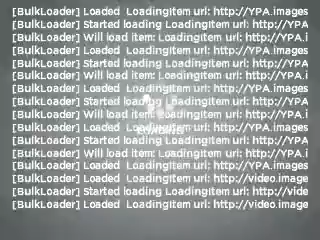 [BulkLoader] Loaded LoadingItem url: http://YPA.images
[BulkLoader] Started loading LoadingItem url: http://YPA
[BulkLoader] Will load item: LoadingItem url: http://YPA.i
[BulkLoader] Loaded LoadingItem url: http://YPA.images
[BulkLoader] Started loading LoadingItem url: http://YPA
[BulkLoader] Will load item: LoadingItem url: http://YPA.i
[BulkLoader] Loaded LoadingItem url: http://YPA.images
[BulkLoader] Started loading LoadingItem url: http://YPA
[BulkLoader] Will load item: LoadingItem url: http://YPA.i
[BulkLoader] Loaded LoadingItem url: http://YPA.images
[BulkLoader] Started loading LoadingItem url: http://YPA
[BulkLoader] Will load item: LoadingItem url: http://YPA.i
[BulkLoader] Loaded LoadingItem url: http://video.image
[BulkLoader] Started loading LoadingItem url: http://vide
[BulkLoader] Loaded LoadingItem url: http://video.image